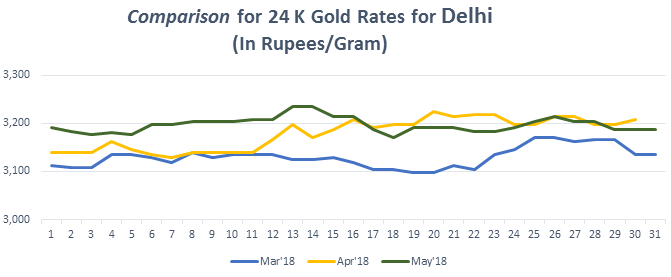 Comparison for 24 K Gold Rates for Delhi
(In Rupees/Gram)
3,300
3,200
3,100
3,000
1 2 3 4 5 6 7 8 9 10 11 12 13 14 15 16 17 18 19 20 21 22 23 24 25 26 27 28 29 30 31
Mar'18 Apr'18 May'18